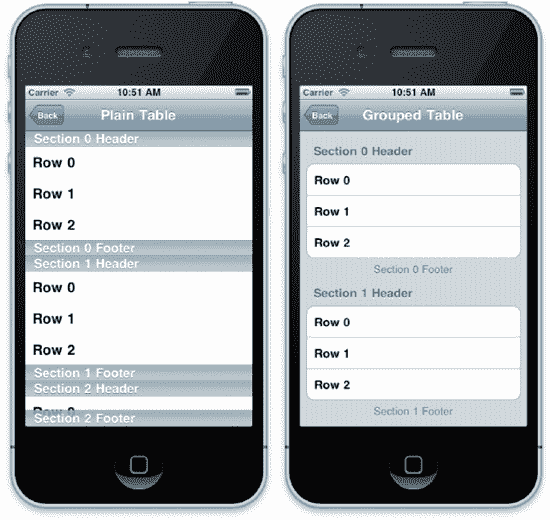 Carrier 10:51 AM
Back Plain Table
Section 0 Header
Row 0
Row 1
Row 2
Section 0 Footer
Section 1 Header
Row 0
Row 1
Row 2
Section 1 Footer
Section 2 Header
Row 0
Section 2 Footer
Carrier 10:51 AM
Back Grouped Table
Section 0 Header
Row 0
Row 1
Row 2
Section 0 Footer
Section 1 Header
Row 0
Row 1
Row 2
Section 1 Footer